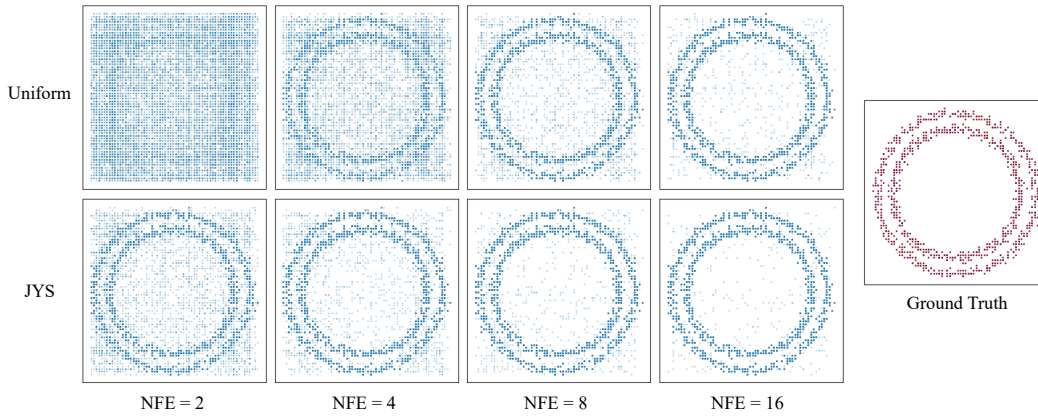 Uniform
JYS
Ground Truth
NFE = 2
NFE = 4
NFE = 8
NFE = 16